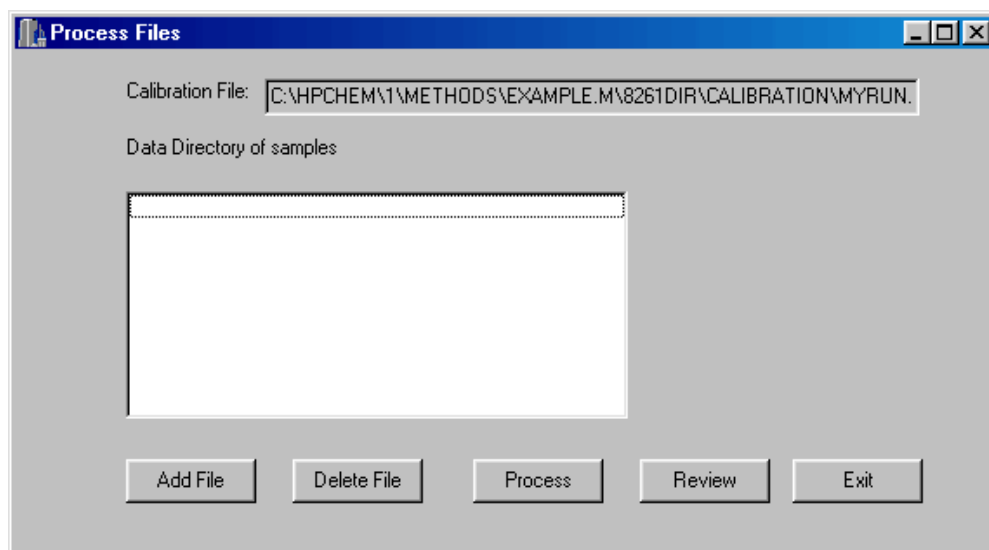 Process Files
Calibration File: C:\HPCHEM\1\METHODS\EXAMPLE.M\8261DIR\CALIBRATION\MYRUN.
Data Directory of samples
Add File Delete File Process Review Exit